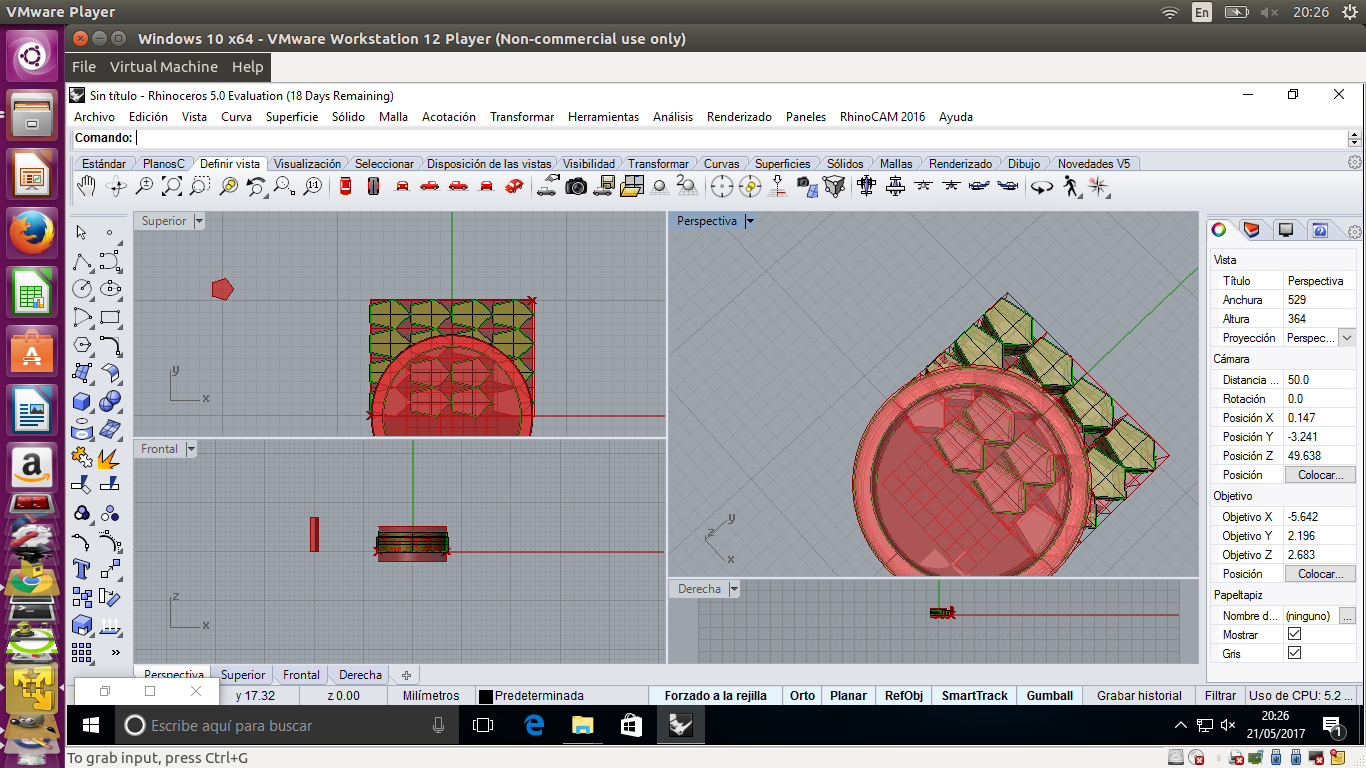 VMware Player
En
20:26
Windows 10 x64 - VMware Workstation 12 Player (Non-commercial use only)
File Virtual Machine Help
Sin título - Rhinoceros 5.0 Evaluation (18 Days Remaining)
Archivo Edición Vista Curva Superficie Sólido Malla Acotación Transformar Herramientas Análisis Renderizado Paneles RhinoCAM 2016 Ayuda
Comando:
Estándar PlanosC Definir vista Visualización Seleccionar Disposición de las vistas Visibilidad Transformar Curvas Superficies Sólidos Mallas Renderizado Dibujo Novedades V5
Superior
y
x
Perspectiva
z
y
x
Frontal
z
x
Derecha
Vista
Título Perspectiva
Anchura 529
Altura 364
Proyección Perspec...
Cámara
Distancia ... 50.0
Rotación 0.0
Posición X 0.147
Posición Y -3.241
Posición Z 49.638
Posición Colocar...
Objetivo
Objetivo X -5.642
Objetivo Y 2.196
Objetivo Z 2.683
Posición Colocar...
Papeltapiz
Nombre d... (ninguno) ...
Mostrar
Gris
Perspectiva Superior Frontal Derecha
y 17.32 z 0.00 Milímetros Predeterminada Forzado a la rejilla Orto Planar RefObj SmartTrack Gumball Grabar historial Filtrar Uso de CPU: 5.2 ...
Escribe aquí para buscar
20:26
21/05/2017
1
To grab input, press Ctrl+G